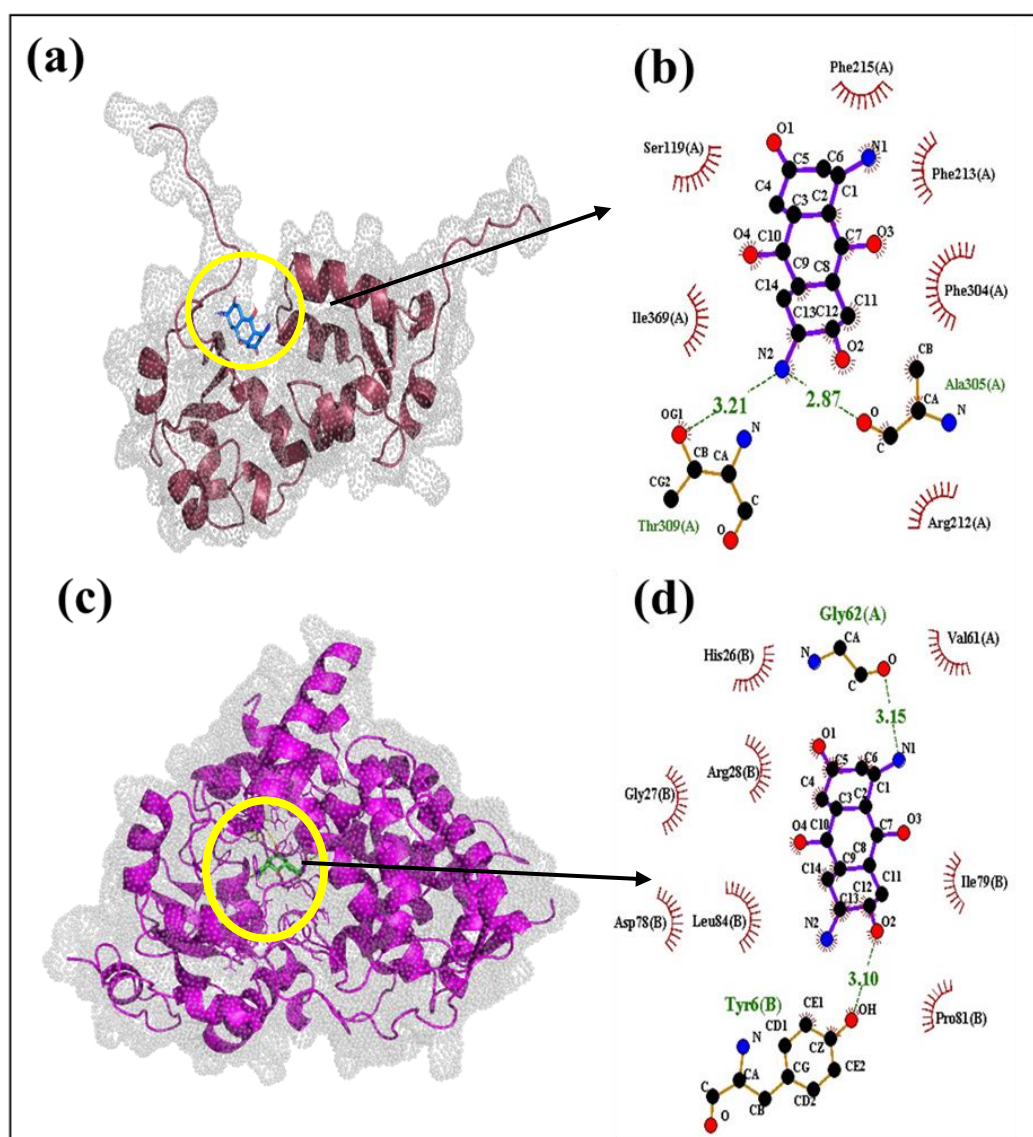 (a)
(b)
Phe215(A)
Ser119(A)
O1
N1
C5
C6
C4
C1
Phe213(A)
C3
C2
O4
C10
C7
O3
C9
C8
C14
C11
Phe304(A)
Ile369(A)
C13
C12
N2
O2
CB
Ala305(A)
3.21
2.87
CA
OG1
N
O
N
CB
CA
C
CG2
C
Thr309(A)
O
Arg212(A)
(c)
(d)
Gly62(A)
His26(B)
CA
Val61(A)
N
O
C
3.15
O1
N1
Arg28(B)
C5
C6
C4
C1
Gly27(B)
C3
C2
O4
C10
C7
O3
C8
C9
C14
C11
C12
Ile79(B)
C13
Asp78(B)
Leu84(B)
N2
O2
3.10
Tyr6(B)
CE1
OH
Pro81(B)
N
CD1
CZ
CA
CG
CE2
C
CB
CD2
O